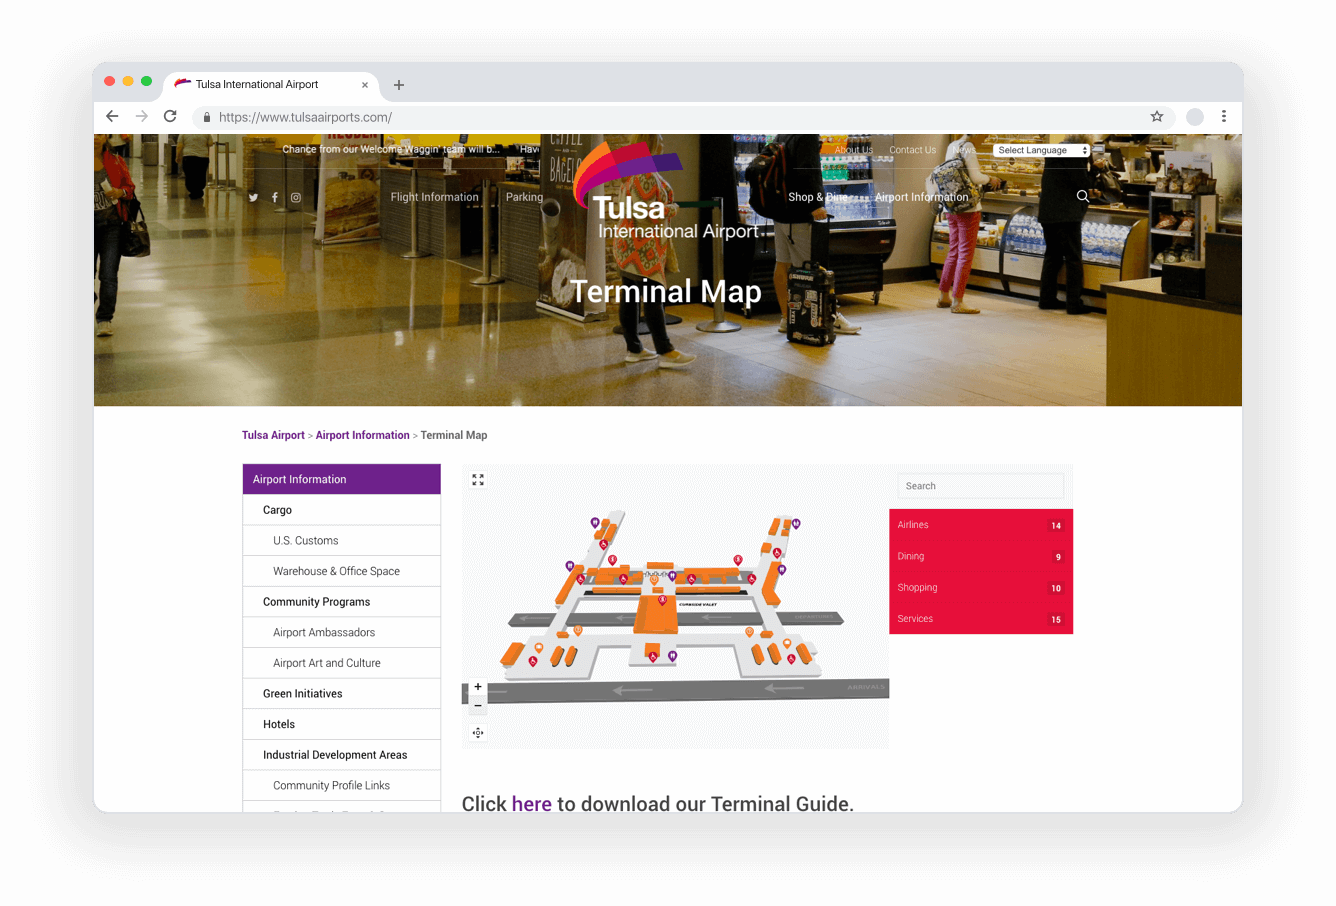 Tulsa International Airport
https://www.tulsaairports.com/
Chance from our Welcome Waggin' team will b... Hav
About Us Contact Us News Select Language
Flight Information Parking Shop & Dine Airport Information
Tulsa
International Airport
Terminal Map
Tulsa Airport > Airport Information > Terminal Map
Airport Information
Cargo
U.S. Customs
Warehouse & Office Space
Community Programs
Airport Ambassadors
Airport Art and Culture
Green Initiatives
Hotels
Industrial Development Areas
Community Profile Links
CURBSIDE VALET
DEPARTURES
ARRIVALS
Search
Airlines 14
Dining 9
Shopping 10
Services 15
Click here to download our Terminal Guide.